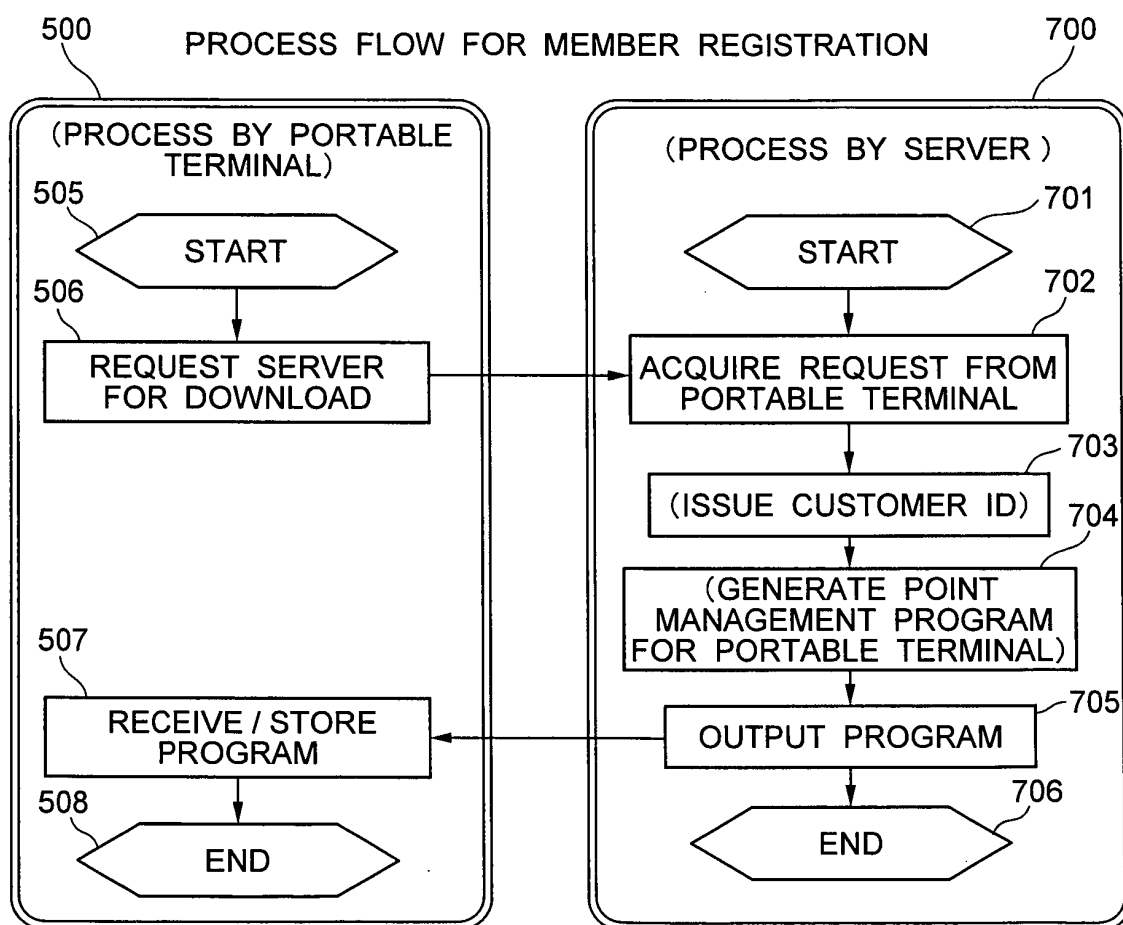 500
PROCESS FLOW FOR MEMBER REGISTRATION
700
(PROCESS BY PORTABLE
TERMINAL)
505
START
506
REQUEST SERVER
FOR DOWNLOAD
507
RECEIVE / STORE
PROGRAM
508
END
(PROCESS BY SERVER )
701
START
702
ACQUIRE REQUEST FROM
PORTABLE TERMINAL
703
(ISSUE CUSTOMER ID)
704
(GENERATE POINT
MANAGEMENT PROGRAM
FOR PORTABLE TERMINAL)
705
OUTPUT PROGRAM
706
END